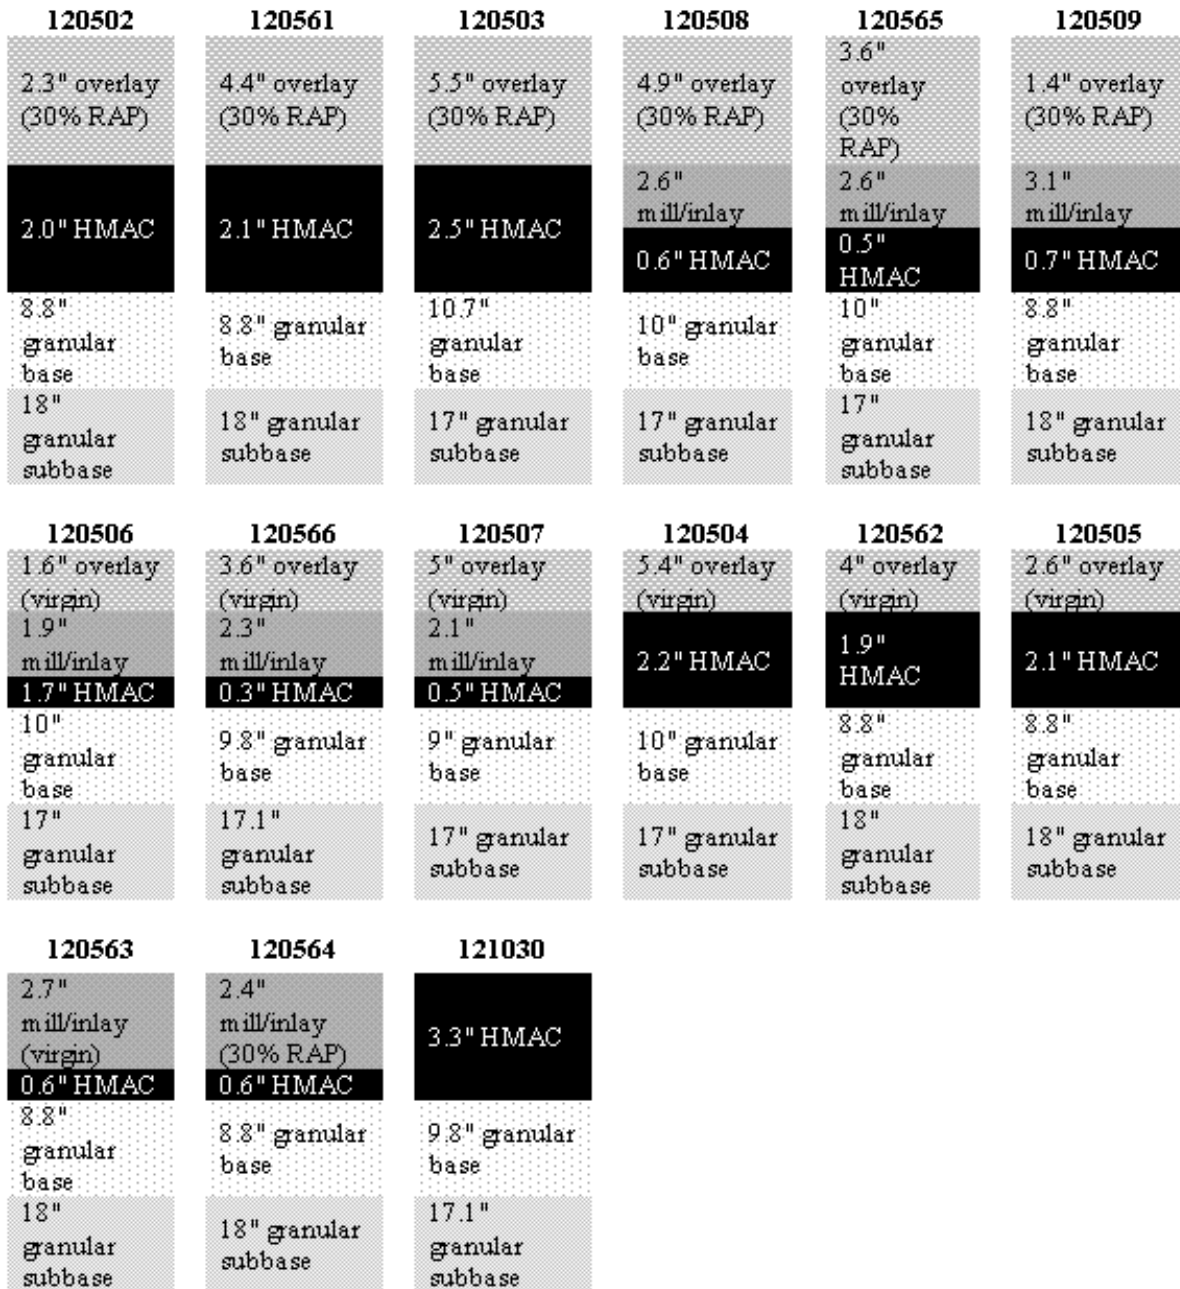 120502
2.3" overlay
(30% RAP)
2.0" HMAC
8.8"
granular
base
18"
granular
subbase
120561
4.4" overlay
(30% RAP)
2.1" HMAC
8.8" granular
base
18" granular
subbase
120503
5.5" overlay
(30% RAP)
2.5" HMAC
10.7"
granular
base
17" granular
subbase
120508
4.9" overlay
(30% RAP)
2.6"
mill/inlay
0.6" HMAC
10" granular
base
17" granular
subbase
120565
3.6"
overlay
(30%
RAP)
2.6"
mill/inlay
0.5"
HMAC
10"
granular
base
17"
granular
subbase
120509
1.4" overlay
(30% RAP)
3.1"
mill/inlay
0.7" HMAC
8.8"
granular
base
18" granular
subbase
120506
1.6" overlay
(virgin)
1.9"
mill/inlay
1.7" HMAC
10"
granular
base
17"
granular
subbase
120566
3.6" overlay
(virgin)
2.3"
mill/inlay
0.3" HMAC
9.8" granular
base
17.1"
granular
subbase
120507
5" overlay
(virgin)
2.1"
mill/inlay
0.5" HMAC
9" granular
base
17" granular
subbase
120504
5.4" overlay
(virgin)
2.2" HMAC
10" granular
base
17" granular
subbase
120562
4" overlay
(virgin)
1.9"
HMAC
8.8"
granular
base
18"
granular
subbase
120505
2.6" overlay
(virgin)
2.1" HMAC
8.8"
granular
base
18" granular
subbase
120563
2.7"
mill/inlay
(virgin)
0.6" HMAC
8.8"
granular
base
18"
granular
subbase
120564
2.4"
mill/inlay
(30% RAP)
0.6" HMAC
8.8" granular
base
18" granular
subbase
121030
3.3" HMAC
9.8" granular
base
17.1"
granular
subbase